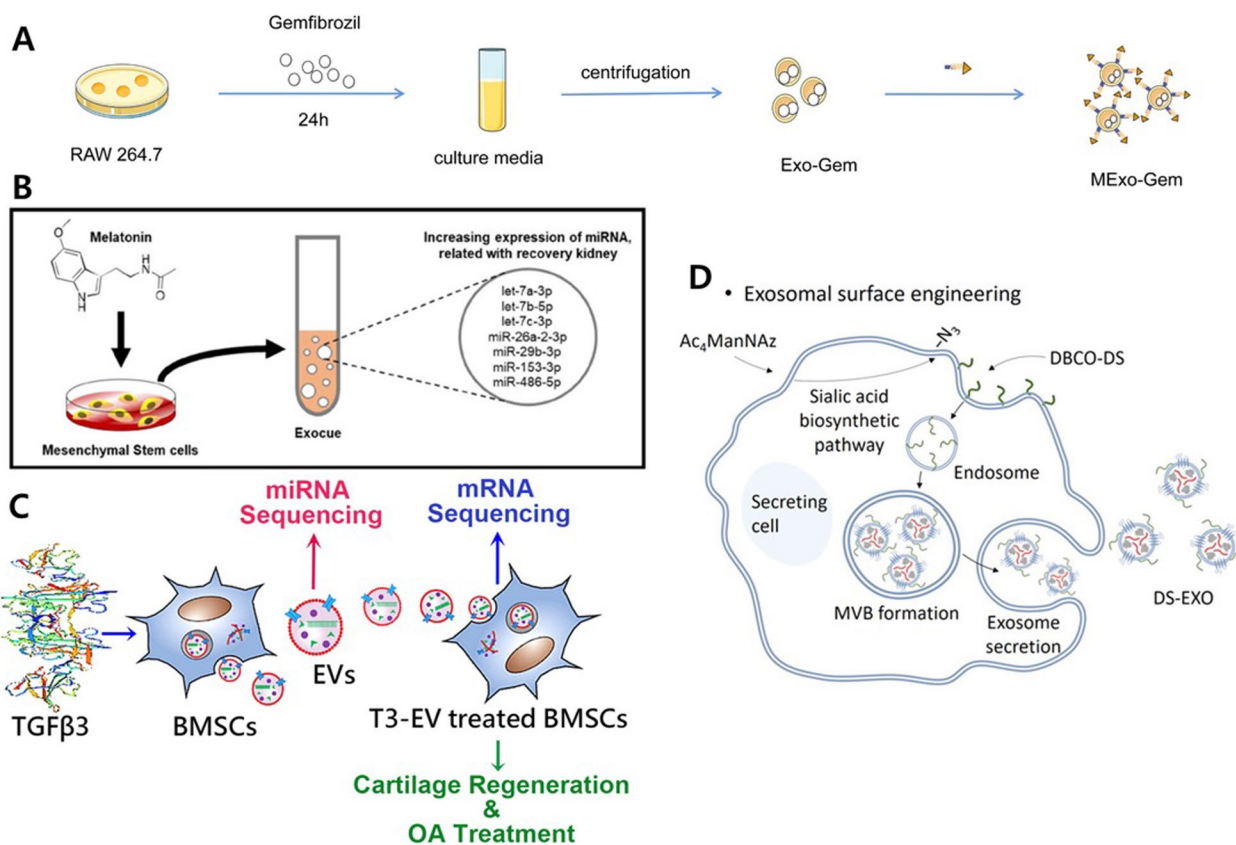 A
Gemfibrozil
24h
centrifugation
RAW 264.7
culture media
Exo-Gem
MExo-Gem
B
Melatonin
O
H
N
O
N
H
Mesenchymal Stem cells
Exocue
Increasing expression of miRNA,
related with recovery kidney
let-7a-3p
let-7b-5p
let-7c-3p
miR-26a-2-3p
miR-29b-3p
miR-153-3p
miR-486-5p
C
miRNA
Sequencing
mRNA
Sequencing
TGFβ3
BMSCs
EVs
T3-EV treated BMSCs
Cartilage Regeneration
&
OA Treatment
D
• Exosomal surface engineering
Ac₄ManNAz
–N₃
DBCO-DS
Sialic acid
biosynthetic
pathway
Endosome
Secreting
cell
MVB formation
Exosome
secretion
DS-EXO